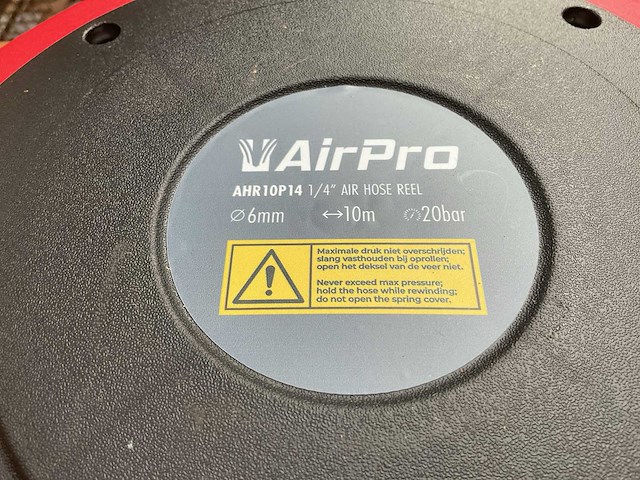 AirPro
AHR10P14 1/4” AIR HOSE REEL
⌀6mm ↔10m 20bar
Maximale druk niet overschrijden;
slang vasthouden bij oprollen;
open het deksel van de veer niet.
Never exceed max pressure;
hold the hose while rewinding;
do not open the spring cover.